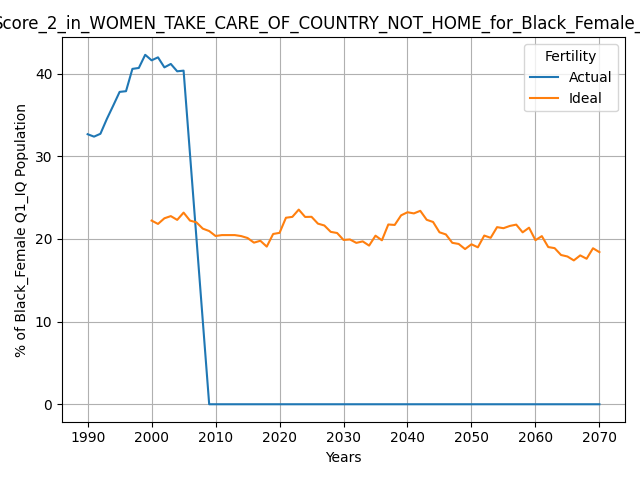 Score_2_in_WOMEN_TAKE_CARE_OF_COUNTRY_NOT_HOME_for_Black_Female_
Fertility
Actual
Ideal
% of Black_Female Q1_IQ Population
40
30
20
10
0
1990 2000 2010 2020 2030 2040 2050 2060 2070
Years